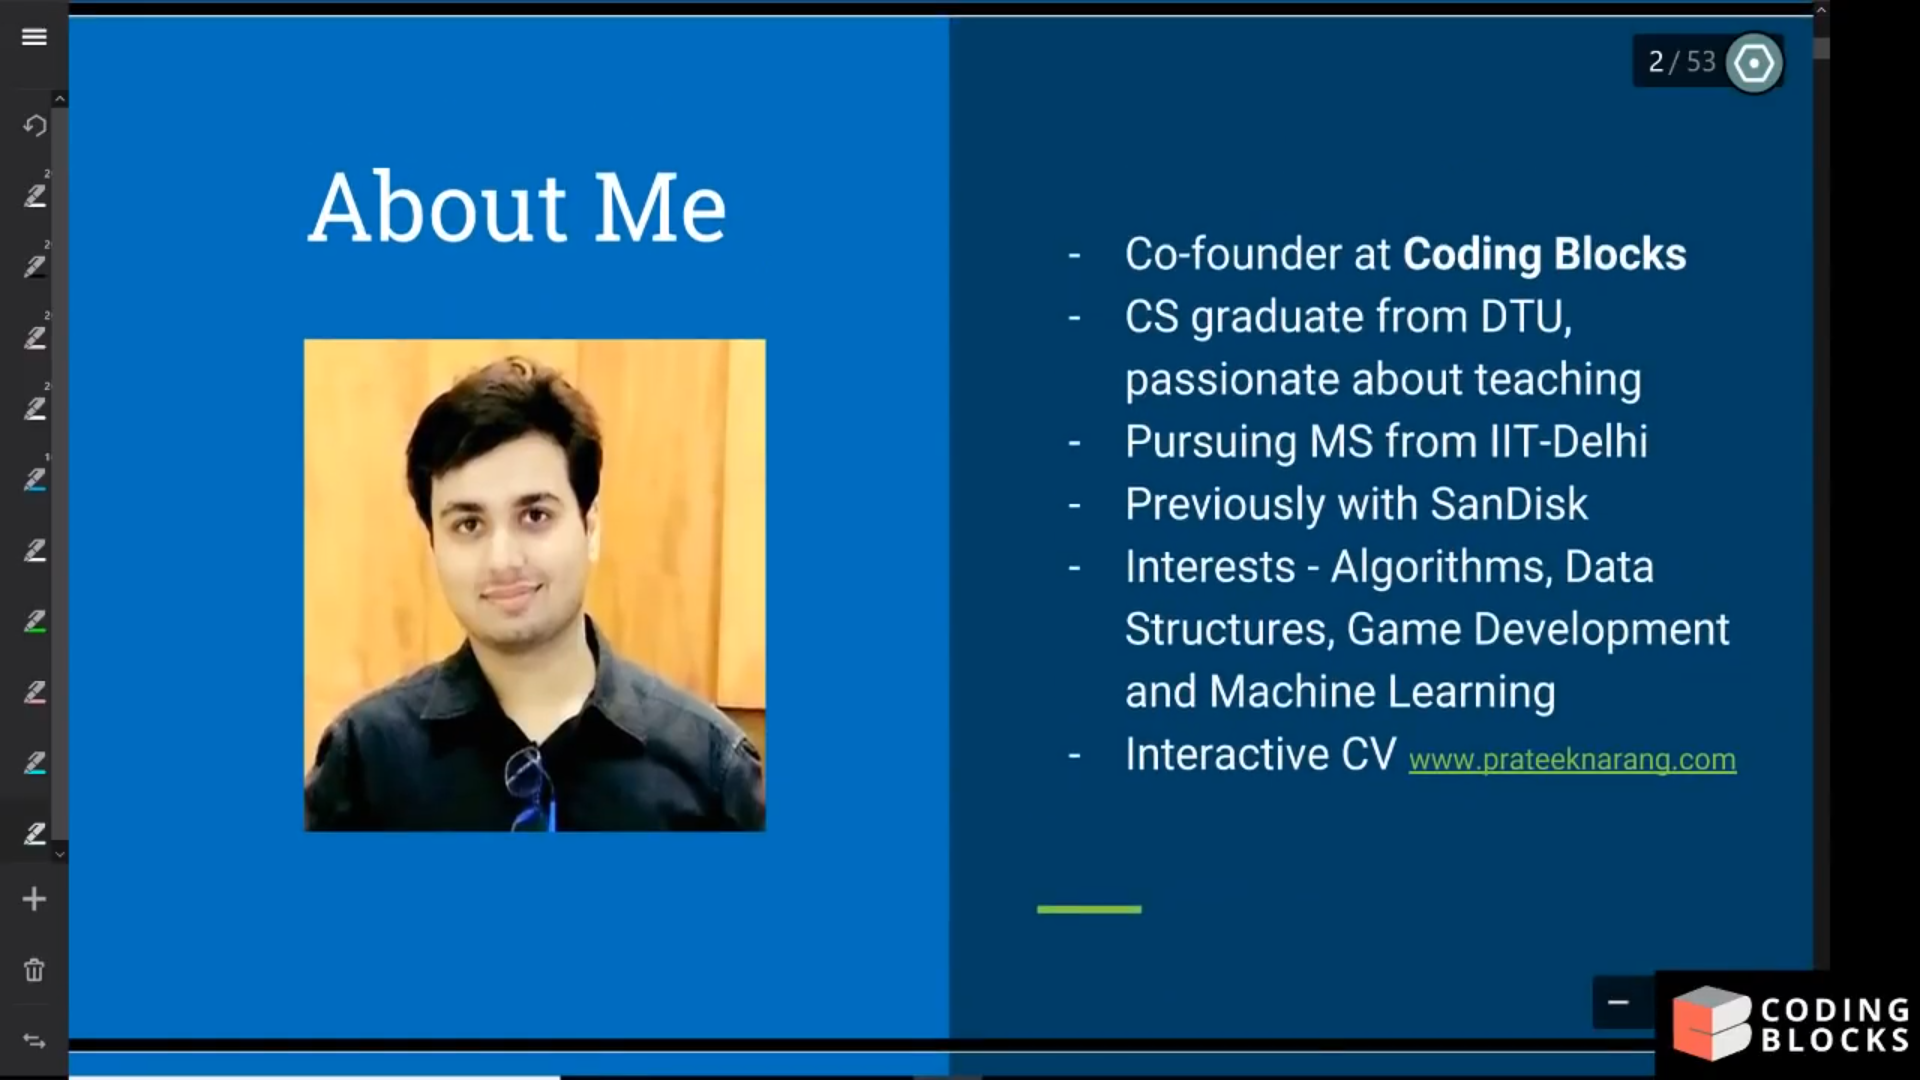 2 / 53
About Me
- Co-founder at Coding Blocks
- CS graduate from DTU,
passionate about teaching
- Pursuing MS from IIT-Delhi
- Previously with SanDisk
- Interests - Algorithms, Data
Structures, Game Development
and Machine Learning
- Interactive CV www.prateeknarang.com
CODING
BLOCKS